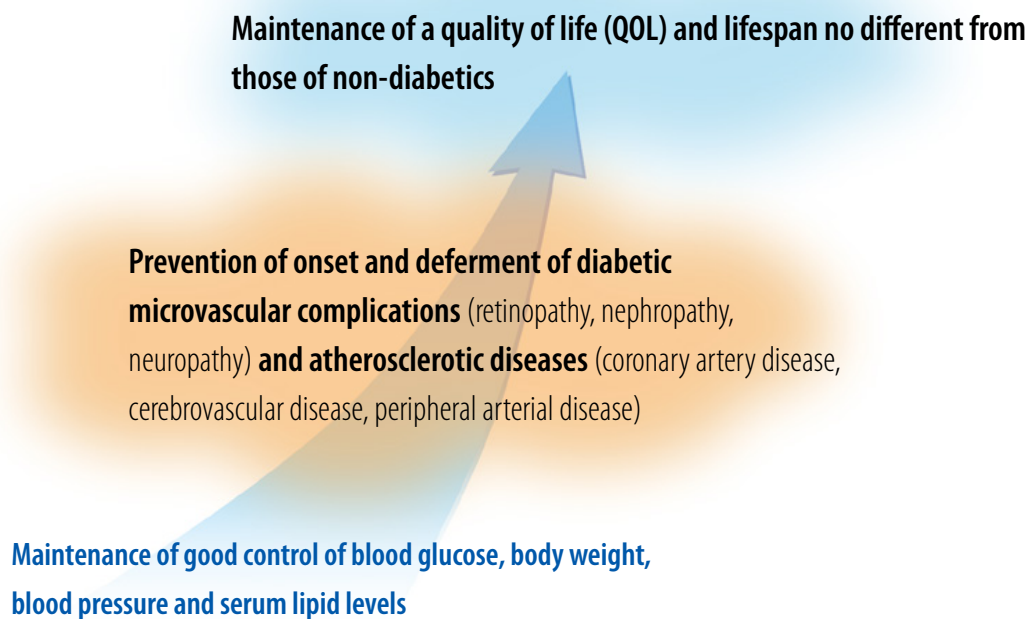 Maintenance of a quality of life (QOL) and lifespan no different from
those of non-diabetics
Prevention of onset and deferment of diabetic
microvascular complications (retinopathy, nephropathy,
neuropathy) and atherosclerotic diseases (coronary artery disease,
cerebrovascular disease, peripheral arterial disease)
Maintenance of good control of blood glucose, body weight,
blood pressure and serum lipid levels